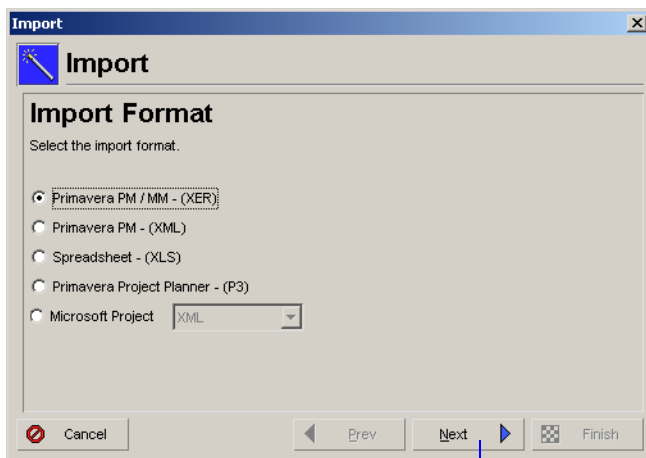 Import
Import
Import Format
Select the import format.
Primavera PM / MM - (XER)
Primavera PM - (XML)
Spreadsheet - (XLS)
Primavera Project Planner - (P3)
Microsoft Project XML
Cancel Prev Next Finish